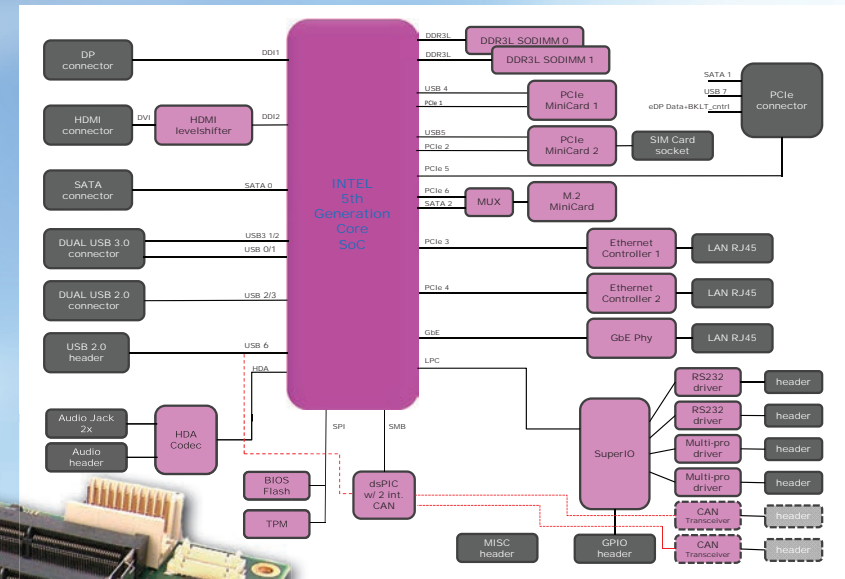 DP
connector
DDI1
HDMI
connector
DVI
HDMI
levelshifter
DDI2
SATA
connector
SATA 0
DUAL USB 3.0
connector
USB3 1/2
USB 0/1
DUAL USB 2.0
connector
USB 2/3
USB 2.0
header
USB 6
HDA
Audio Jack
2x
Audio
header
HDA
Codec
INTEL
5th
Generation
Core
SoC
SPI
SMB
BIOS
Flash
TPM
dsPIC
w/ 2 int.
CAN
DDR3L
DDR3L SODIMM 0
DDR3L
DDR3L SODIMM 1
USB 4
PCIe 1
PCIe
MiniCard 1
USB5
PCIe 2
PCIe
MiniCard 2
SIM Card
socket
SATA 1
USB 7
eDP Data+BKLT_cntrl
PCIe
connector
PCIe 5
PCIe 6
SATA 2
MUX
M.2
MiniCard
PCIe 3
Ethernet
Controller 1
LAN RJ45
PCIe 4
Ethernet
Controller 2
LAN RJ45
GbE
GbE Phy
LAN RJ45
LPC
SuperIO
RS232
driver
header
RS232
driver
header
Multi-pro
driver
header
Multi-pro
driver
header
CAN
Transceiver
header
CAN
Transceiver
header
MISC
header
GPIO
header